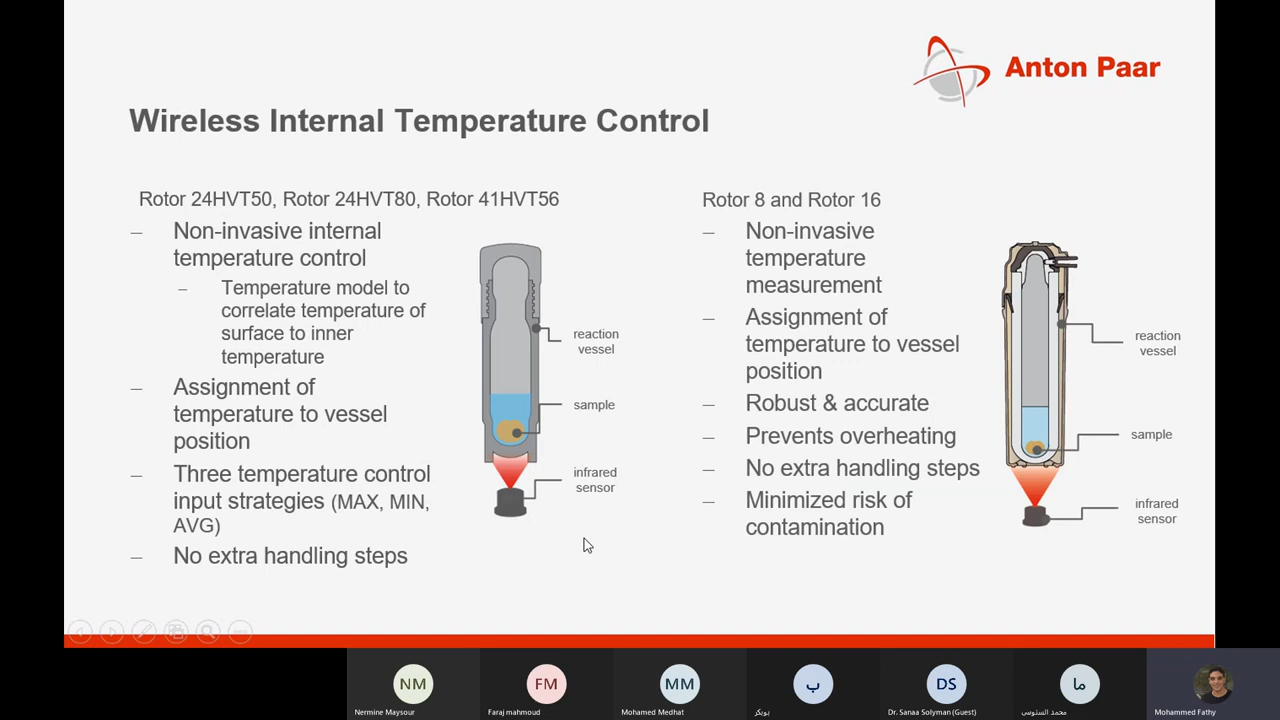 Anton Paar
Wireless Internal Temperature Control
Rotor 24HVT50, Rotor 24HVT80, Rotor 41HVT56
– Non-invasive internal
temperature control
– Temperature model to
correlate temperature of
surface to inner
temperature
– Assignment of
temperature to vessel
position
– Three temperature control
input strategies (MAX, MIN,
AVG)
– No extra handling steps
reaction
vessel
sample
infrared
sensor
Rotor 8 and Rotor 16
– Non-invasive
temperature
measurement
– Assignment of
temperature to vessel
position
– Robust & accurate
– Prevents overheating
– No extra handling steps
– Minimized risk of
contamination
reaction
vessel
sample
infrared
sensor
NM
Nermine Maysour
FM
Faraj mahmoud
MM
Mohamed Medhat
ب
بوبكر
DS
Dr. Sanaa Solyman (Guest)
ما
محمد السنوسى
Mohammed Fathy